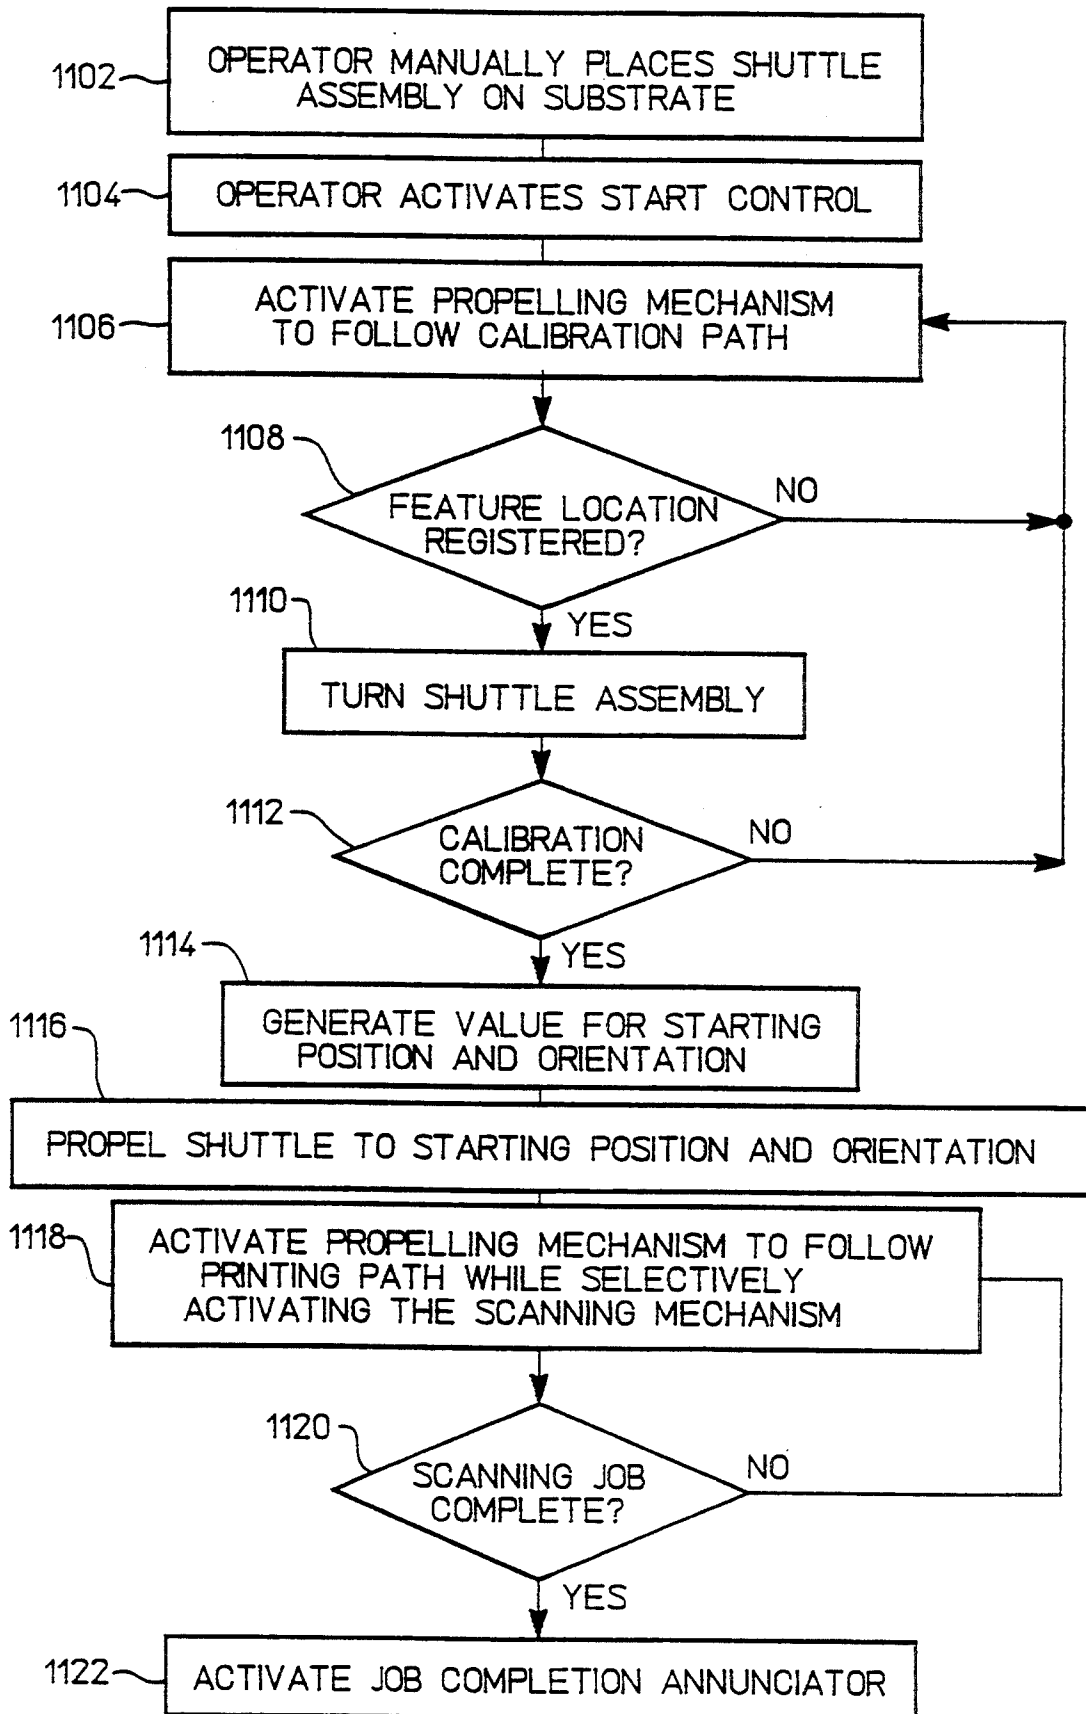 1102
OPERATOR MANUALLY PLACES SHUTTLE
ASSEMBLY ON SUBSTRATE
1104
OPERATOR ACTIVATES START CONTROL
1106
ACTIVATE PROPELLING MECHANISM
TO FOLLOW CALIBRATION PATH
1108
FEATURE LOCATION
REGISTERED?
NO
YES
1110
TURN SHUTTLE ASSEMBLY
1112
CALIBRATION
COMPLETE?
NO
YES
1114
GENERATE VALUE FOR STARTING
POSITION AND ORIENTATION
1116
PROPEL SHUTTLE TO STARTING POSITION AND ORIENTATION
1118
ACTIVATE PROPELLING MECHANISM TO FOLLOW
PRINTING PATH WHILE SELECTIVELY
ACTIVATING THE SCANNING MECHANISM
1120
SCANNING JOB
COMPLETE?
NO
YES
1122
ACTIVATE JOB COMPLETION ANNUNCIATOR